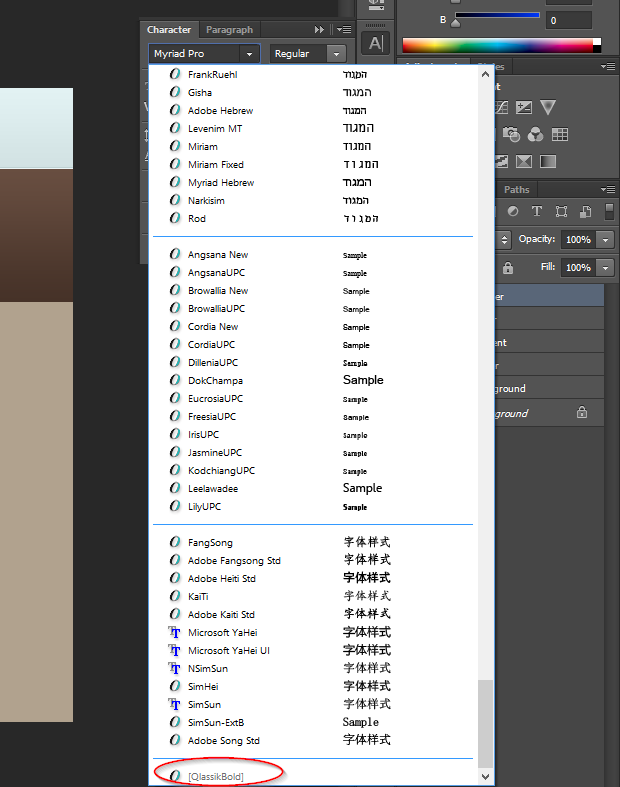 B
0
Character Paragraph
A
Myriad Pro Regular
FrankRuehl המגוד
Gisha המגוד
Adobe Hebrew המגוד
Levenim MT המגוד
Miriam המגוד
Miriam Fixed המגוד
Myriad Hebrew המגוד
Narkisim המגוד
Rod המגוד
Paths
Opacity: 100%
Fill: 100%
Angsana New Sample
AngsanaUPC Sample
Browallia New Sample
BrowalliaUPC Sample
Cordia New Sample
CordiaUPC Sample
DilleniaUPC Sample
DokChampa Sample
EucrosiaUPC Sample
FreesiaUPC Sample
IrisUPC Sample
JasmineUPC Sample
KodchiangUPC Sample
Leelawadee Sample
LilyUPC Sample
FangSong 字体样式
Adobe Fangsong Std 字体样式
Adobe Heiti Std 字体样式
KaiTi 字体样式
Adobe Kaiti Std 字体样式
Microsoft YaHei 字体样式
Microsoft YaHei UI 字体样式
NSimSun 字体样式
SimHei 字体样式
SimSun 字体样式
SimSun-ExtB Sample
Adobe Song Std 字体样式
[QlassikBold]